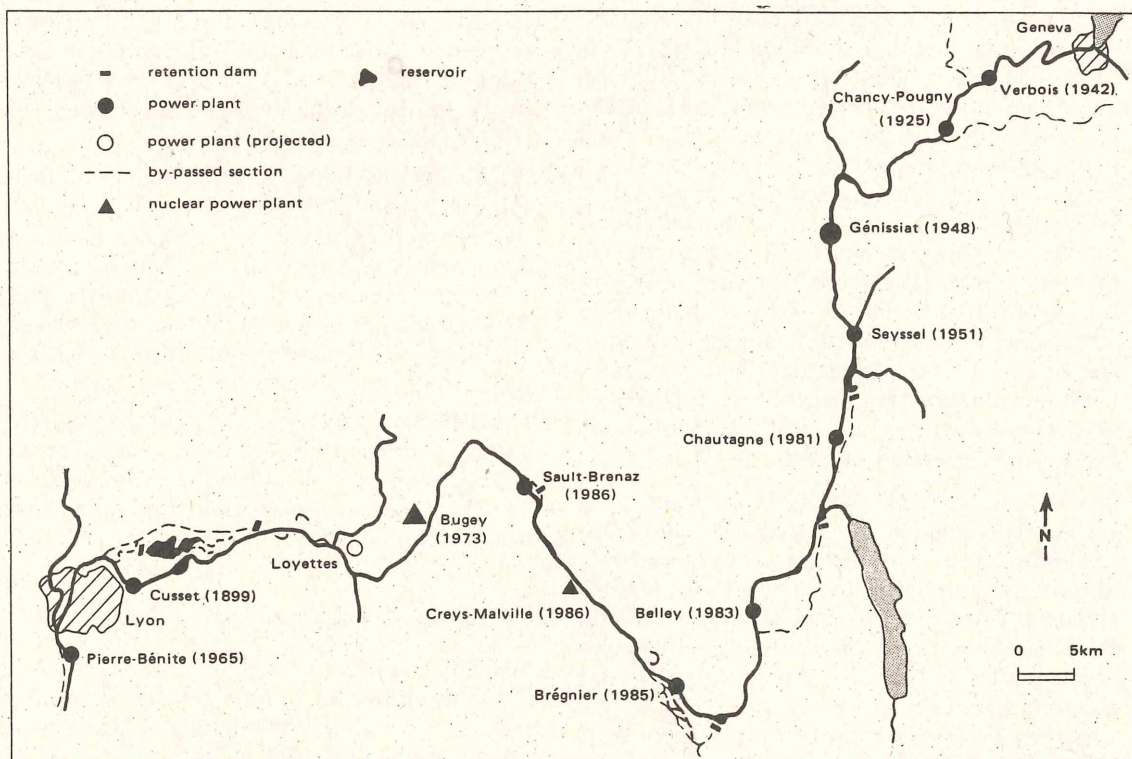 retention dam
power plant
power plant (projected)
by-passed section
nuclear power plant
reservoir
Geneva
Verbois (1942)
Chancy-Pougny
(1925)
Génissiat (1948)
Seyssel (1951)
Chautagne (1981)
Sault-Brenaz
(1986)
Bugey
(1973)
Loyettes
Cusset (1899)
Lyon
Creys-Malville (1986)
Belley (1983)
Pierre-Bénite (1965)
Brégnier (1985)
N
0 5km